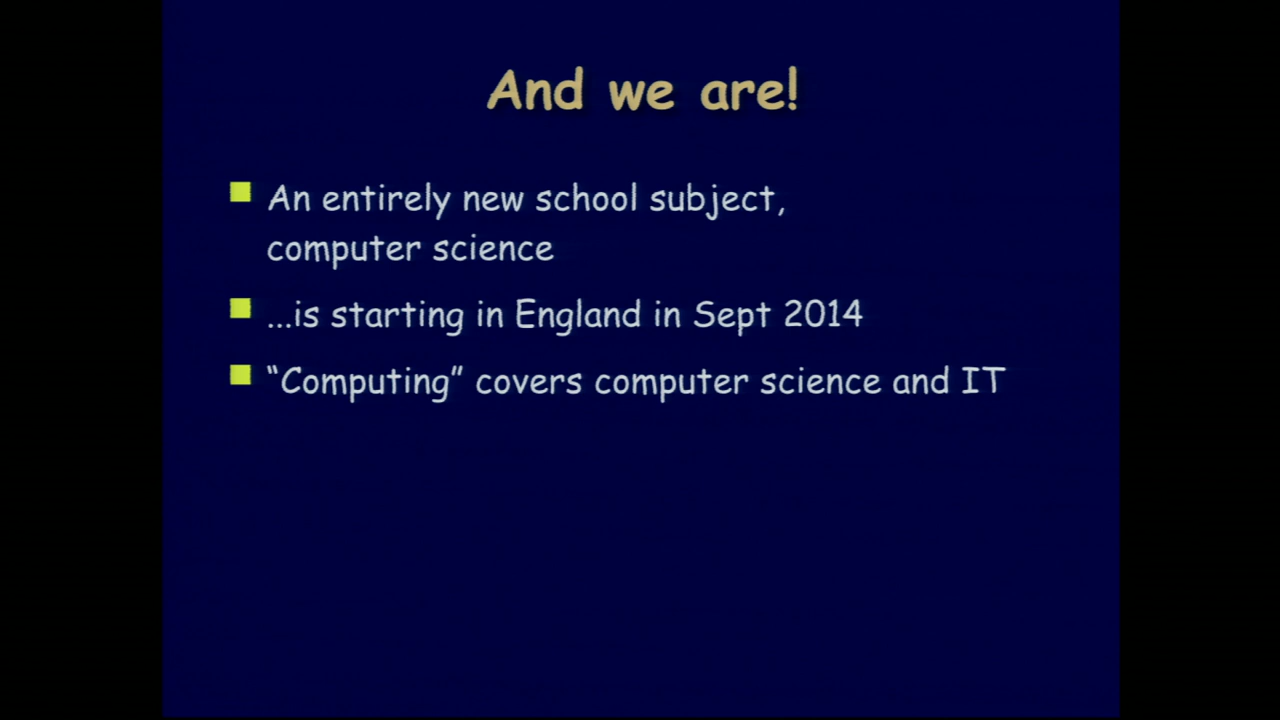 And we are!
An entirely new school subject,
computer science
...is starting in England in Sept 2014
“Computing” covers computer science and IT